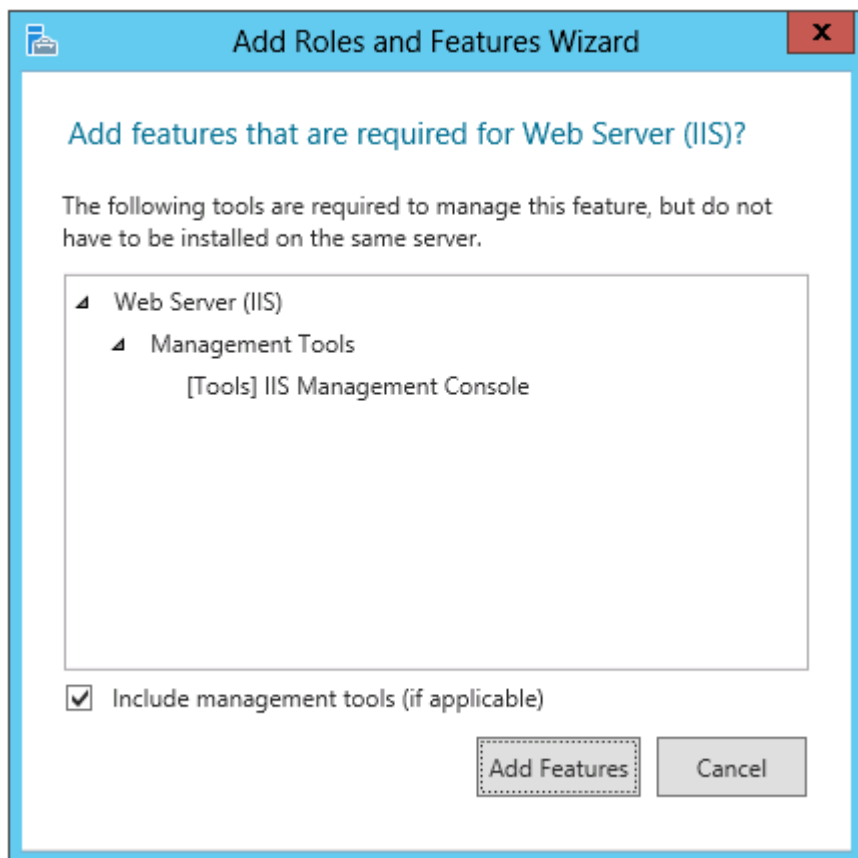 Add Roles and Features Wizard
x
Add features that are required for Web Server (IIS)?
The following tools are required to manage this feature, but do not
have to be installed on the same server.
Web Server (IIS)
Management Tools
[Tools] IIS Management Console
Include management tools (if applicable)
Add Features Cancel